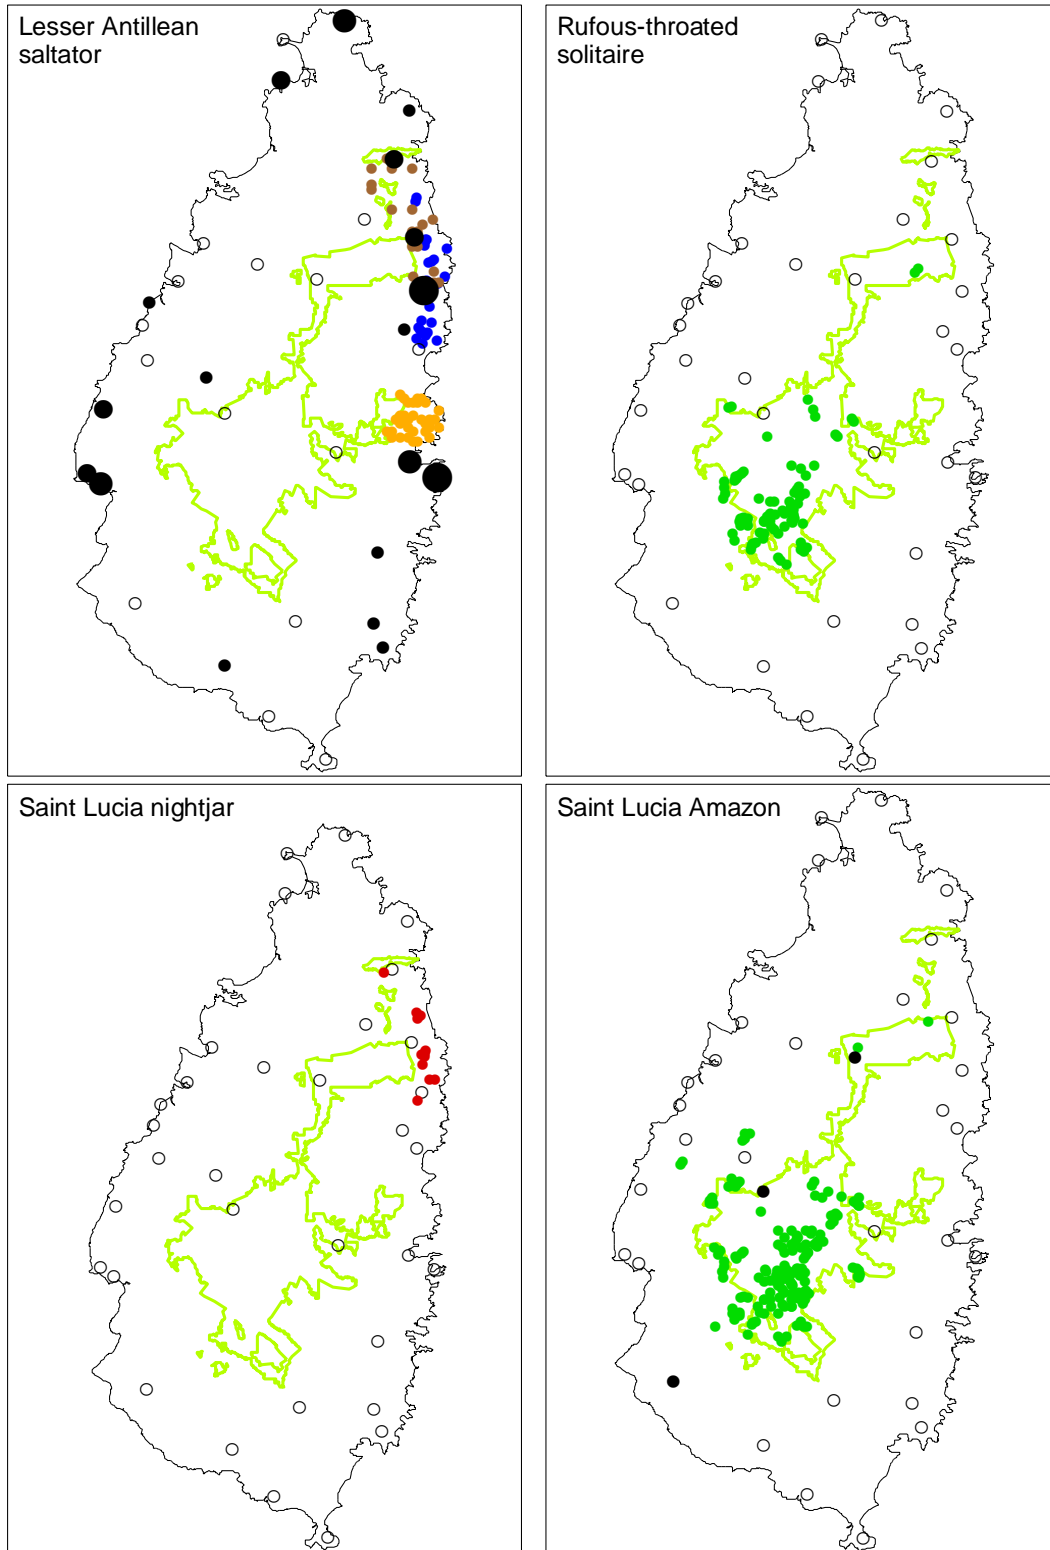 Lesser Antillean
saltator
Rufous-throated
solitaire
Saint Lucia nightjar
Saint Lucia Amazon